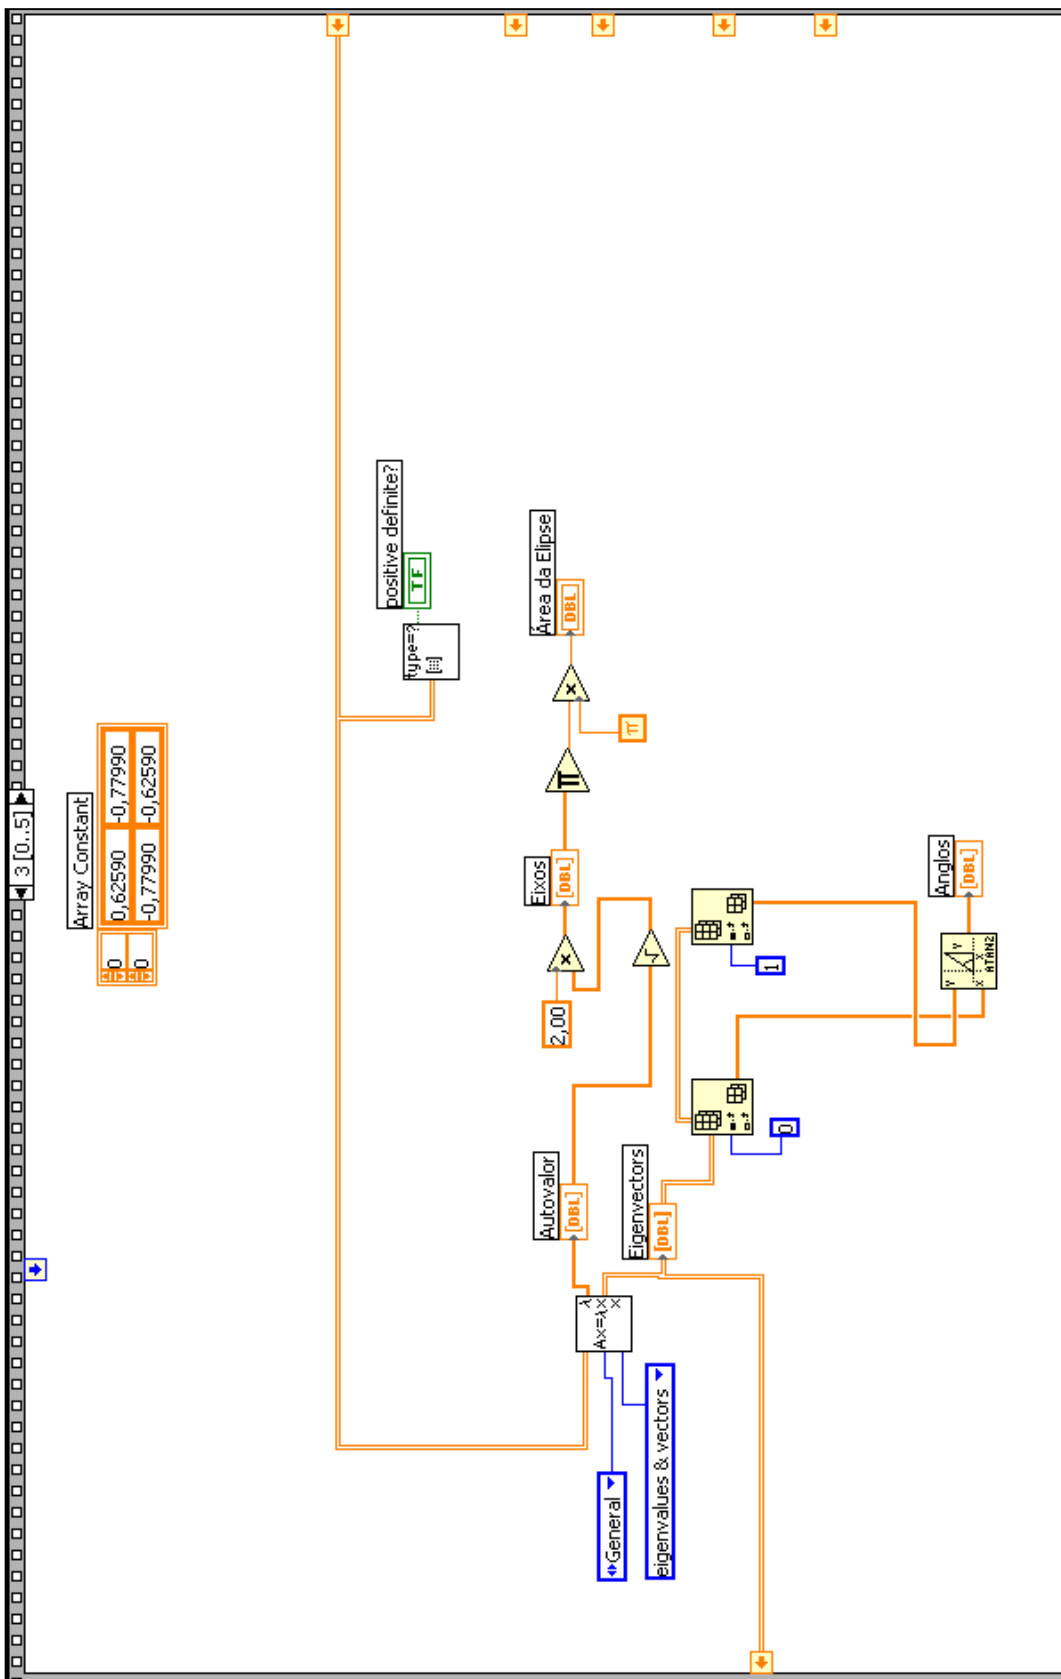 3 [0..5]
Array Constant
0
0
0,62590
-0,77990
-0,77990
-0,62590
positive definite?
TF
type=?
Área da Elipse
DBL
x
π
Π
Eixos
[DBL]
x
2,00
√
Autovalor
[DBL]
Eigenvectors
[DBL]
Ax=λx
λ
X
General
eigenvalues & vectors
0
1
Anglos
[DBL]
Y
X
Y
X
ATAN2